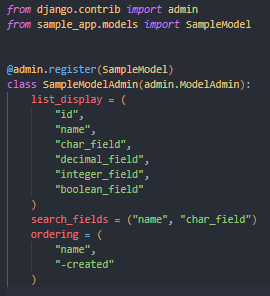 from django.contrib import admin
from sample_app.models import SampleModel


@admin.register(SampleModel)
class SampleModelAdmin(admin.ModelAdmin):
    list_display = (
        "id",
        "name",
        "char_field",
        "decimal_field",
        "integer_field",
        "boolean_field"
    )
    search_fields = ("name", "char_field")
    ordering = (
        "name",
        "-created"
    )